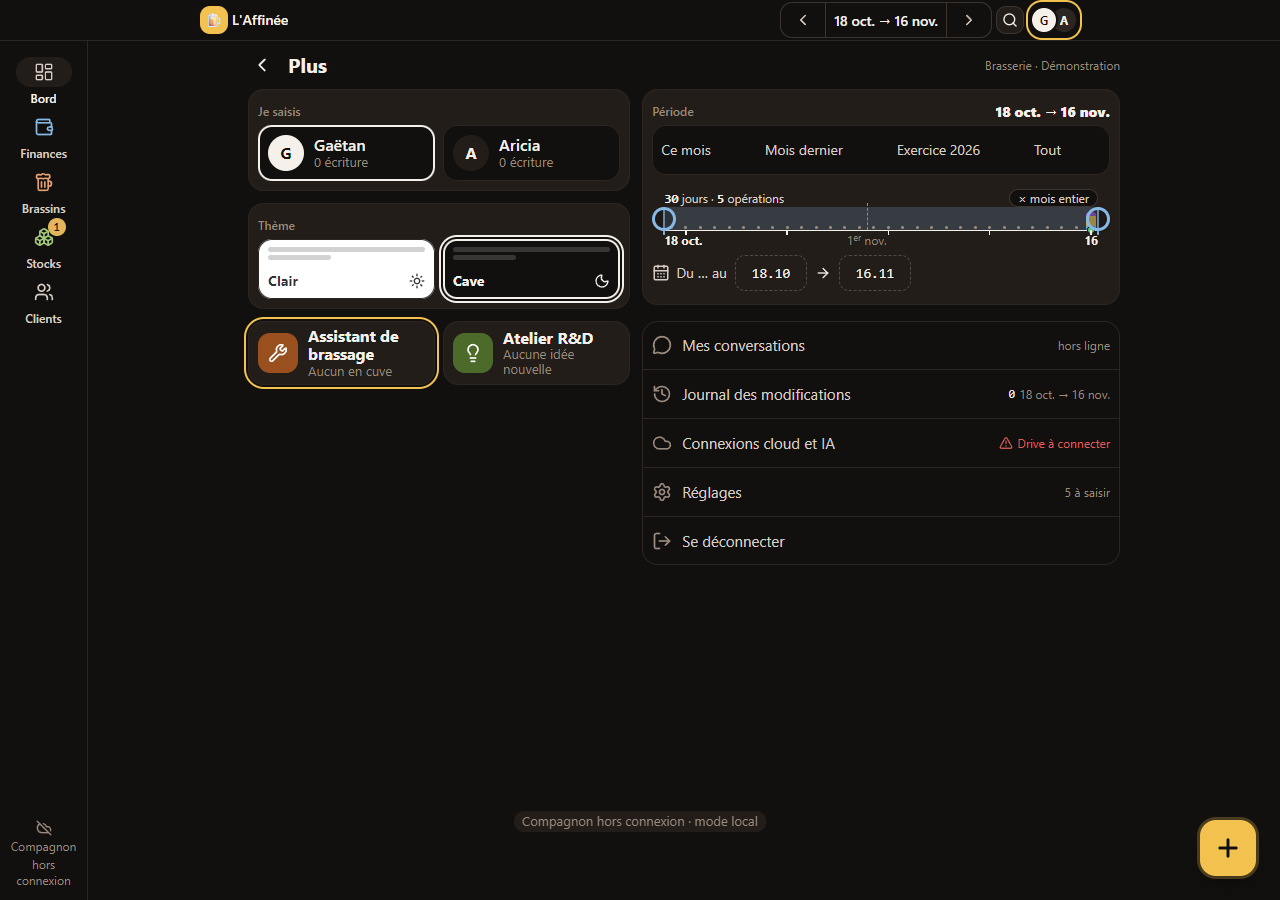 L'Affinée
18 oct. → 16 nov.
G A
Bord
Finances
Brassins
1
Stocks
Clients
Compagnon
hors
connexion
Plus
Brasserie · Démonstration
Je saisis
G
Gaëtan
0 écriture
A
Aricia
0 écriture
Thème
Clair
Cave
Assistant de
brassage
Aucun en cuve
Atelier R&D
Aucune idée
nouvelle
Période
18 oct. → 16 nov.
Ce mois
Mois dernier
Exercice 2026
Tout
30 jours · 5 opérations
× mois entier
18 oct.
1er nov.
16
Du ... au
18.10
→
16.11
Mes conversations
hors ligne
Journal des modifications
0 18 oct. → 16 nov.
Connexions cloud et IA
Drive à connecter
Réglages
5 à saisir
Se déconnecter
Compagnon hors connexion · mode local
+